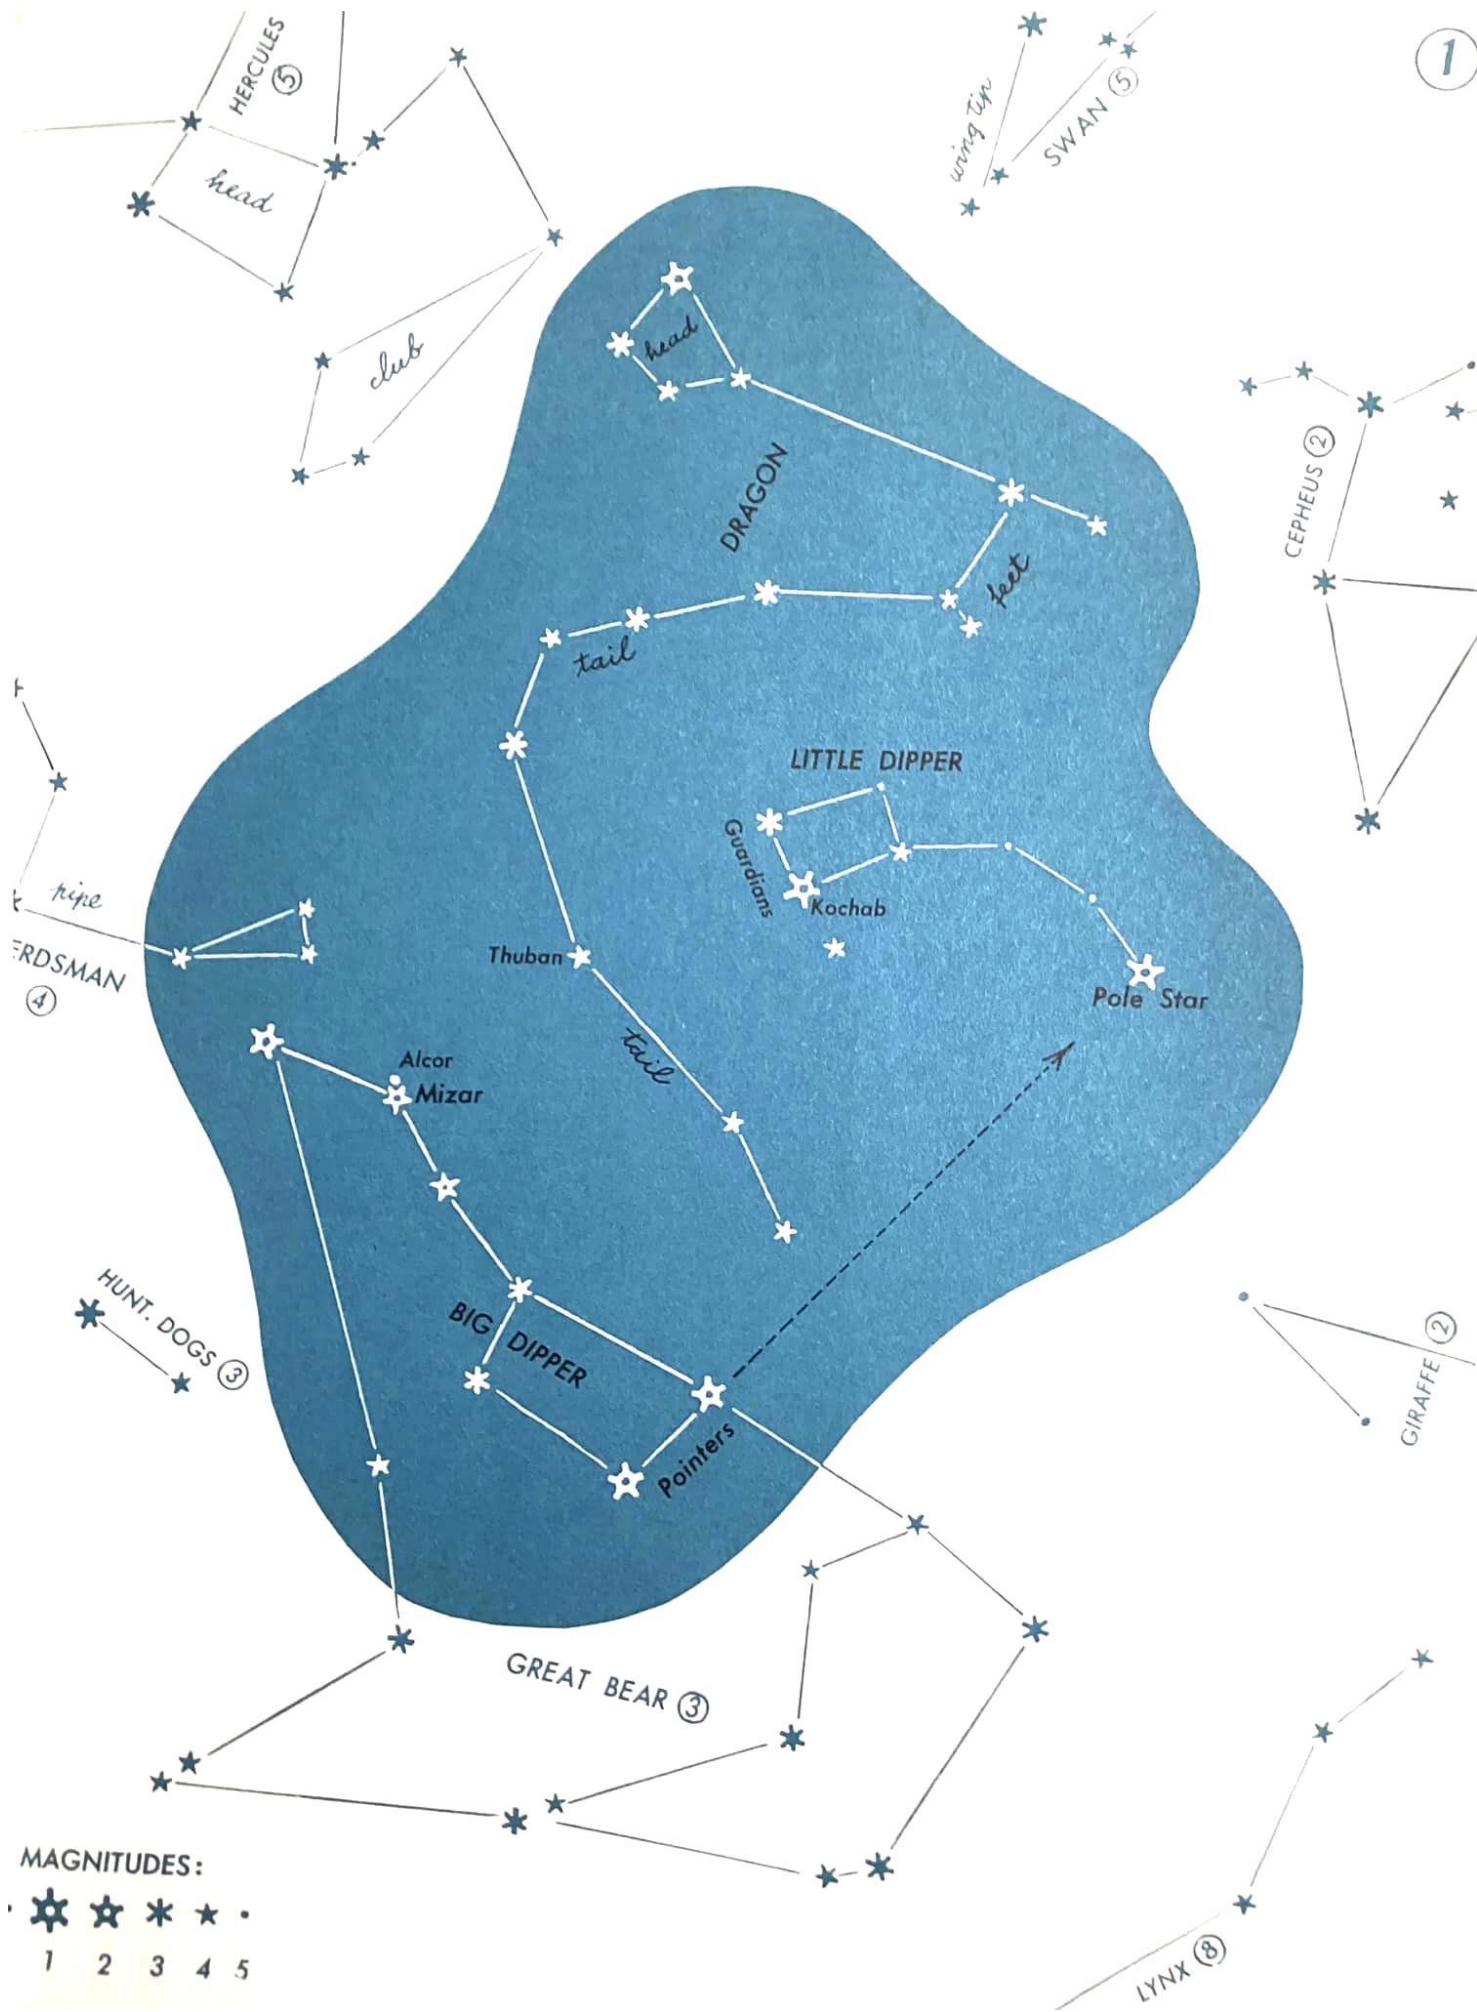 1
HERCULES
5
head
wing tip
SWAN 5
club
head
DRAGON
CEPHEUS 2
feet
tail
LITTLE DIPPER
Guardians
Kochab
pipe
ERDSMAN
4
Thuban
Pole Star
tail
Alcor
Mizar
HUNT. DOGS 3
BIG DIPPER
Pointers
GIRAFFE 2
GREAT BEAR 3
LYNX 8
MAGNITUDES:
1 2 3 4 5